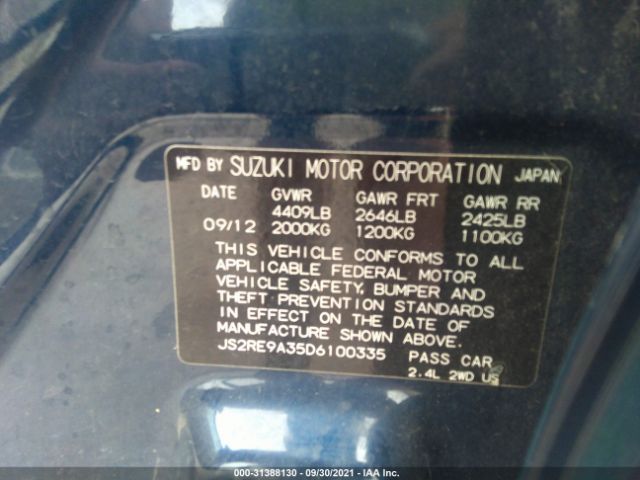 MFD BY SUZUKI MOTOR CORPORATION JAPAN
DATE GVWR GAWR FRT GAWR RR
4409LB 2646LB 2425LB
09/12 2000KG 1200KG 1100KG
THIS VEHICLE CONFORMS TO ALL
APPLICABLE FEDERAL MOTOR
VEHICLE SAFETY, BUMPER AND
THEFT PREVENTION STANDARDS
IN EFFECT ON THE DATE OF
MANUFACTURE SHOWN ABOVE.
JS2RE9A35D6100335 PASS CAR
2.4L 2WD US
000-31388130 - 09/30/2021 - IAA Inc.